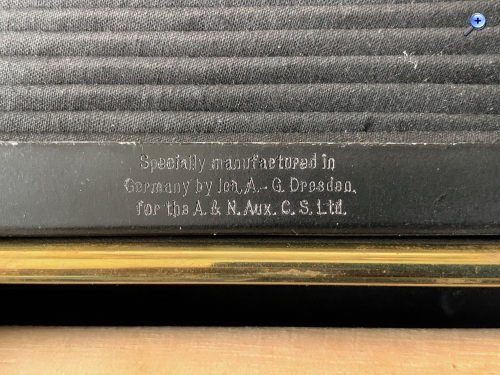 Specially manufactured in
Germany by Ica, A.-G. Dresden.
for the A. & N. Aux. C. S. Ltd.